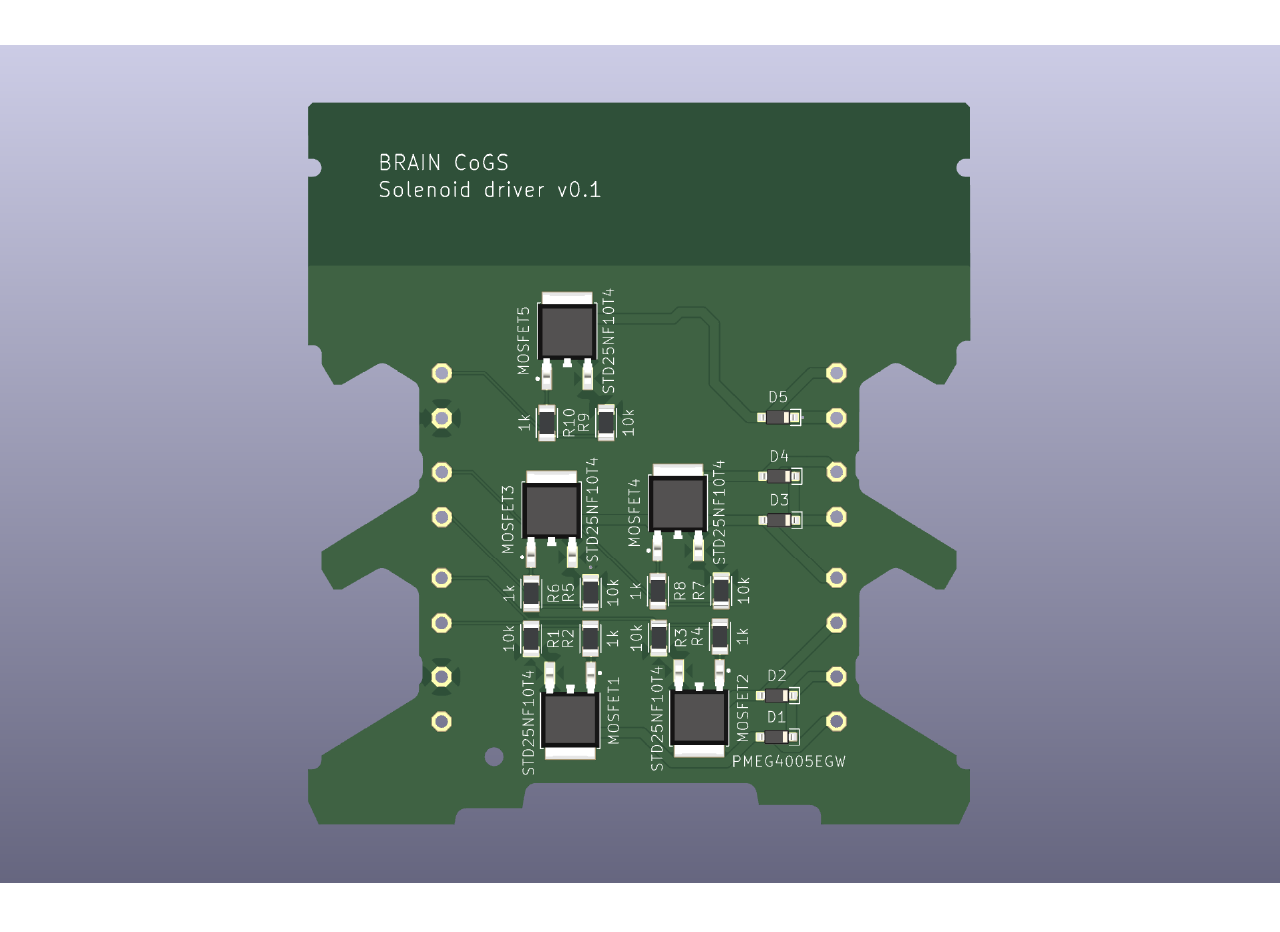 BRAIN CoGS
Solenoid driver v0.1
MOSFET5
STD25NF10T4
D5
1k
R10
R9
10k
D4
MOSFET3
STD25NF10T4
MOSFET4
STD25NF10T4
D3
1k
R6
R5
10k
1k
R8
R7
10k
10k
R1
R2
1k
10k
R3
R4
1k
STD25NF10T4
MOSFET1
STD25NF10T4
MOSFET2
D2
D1
PMEG4005EGW